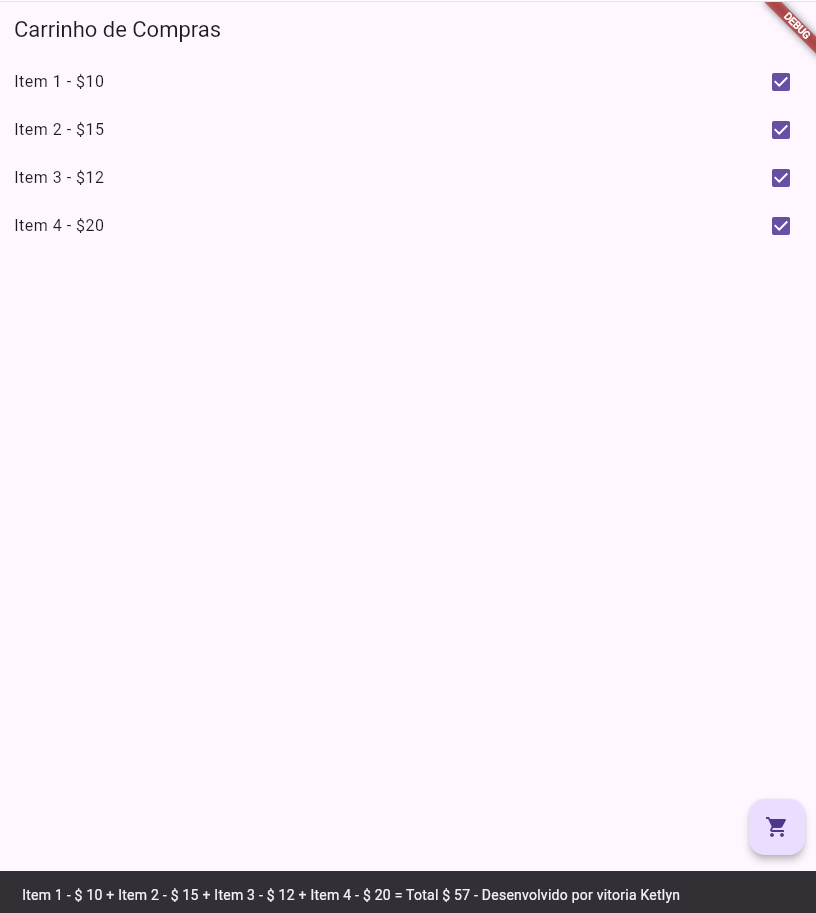 Carrinho de Compras
DEBUG
Item 1 - $10
Item 2 - $15
Item 3 - $12
Item 4 - $20
Item 1 - $ 10 + Item 2 - $ 15 + Item 3 - $ 12 + Item 4 - $ 20 = Total $ 57 - Desenvolvido por vitoria Ketlyn